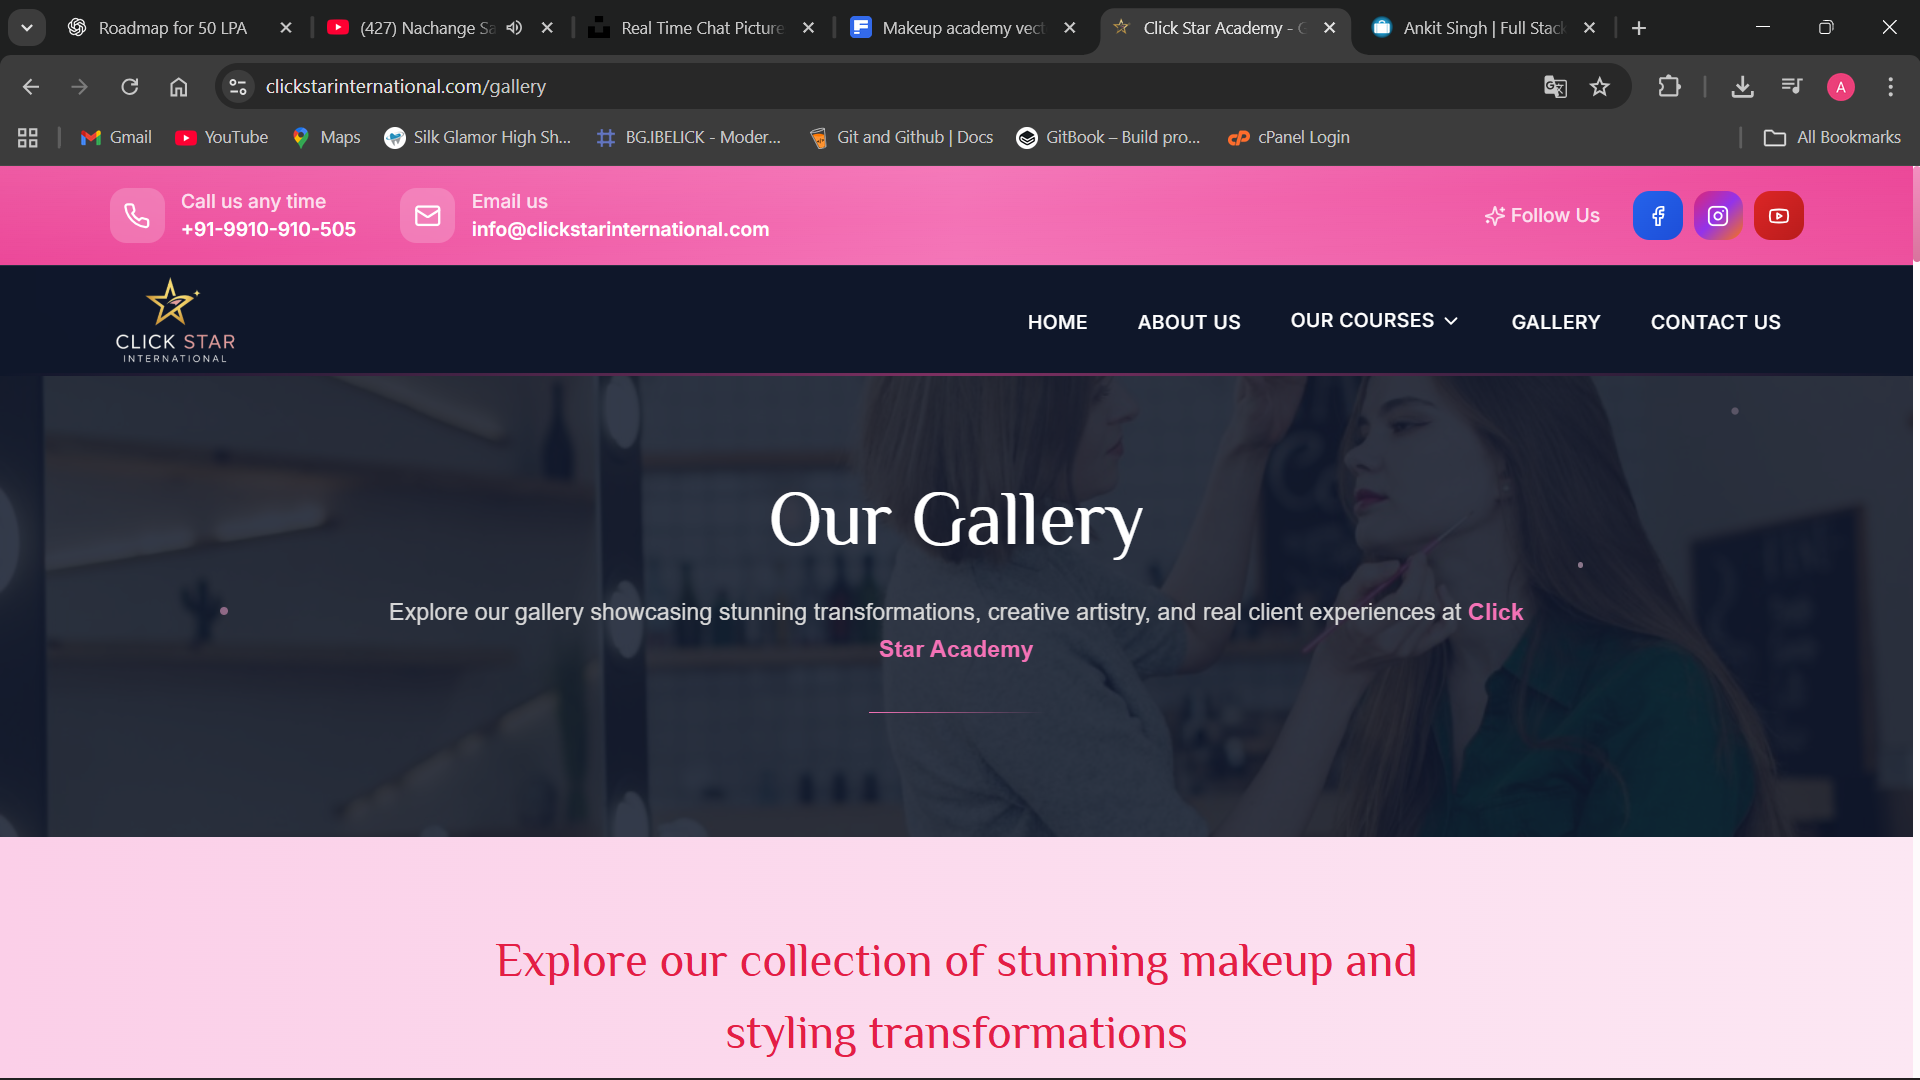 Roadmap for 50 LPA
(427) Nachange Sa
Real Time Chat Picture
Makeup academy vect
Click Star Academy - G
Ankit Singh | Full Stack
clickstarinternational.com/gallery
A
Gmail
YouTube
Maps
Silk Glamor High Sh...
BG.IBELICK - Moder...
Git and Github | Docs
GitBook – Build pro...
cPanel Login
All Bookmarks
Call us any time
+91-9910-910-505
Email us
info@clickstarinternational.com
Follow Us
CLICK STAR
INTERNATIONAL
HOME
ABOUT US
OUR COURSES
GALLERY
CONTACT US
Our Gallery
Explore our gallery showcasing stunning transformations, creative artistry, and real client experiences at Click
Star Academy
Explore our collection of stunning makeup and
styling transformations